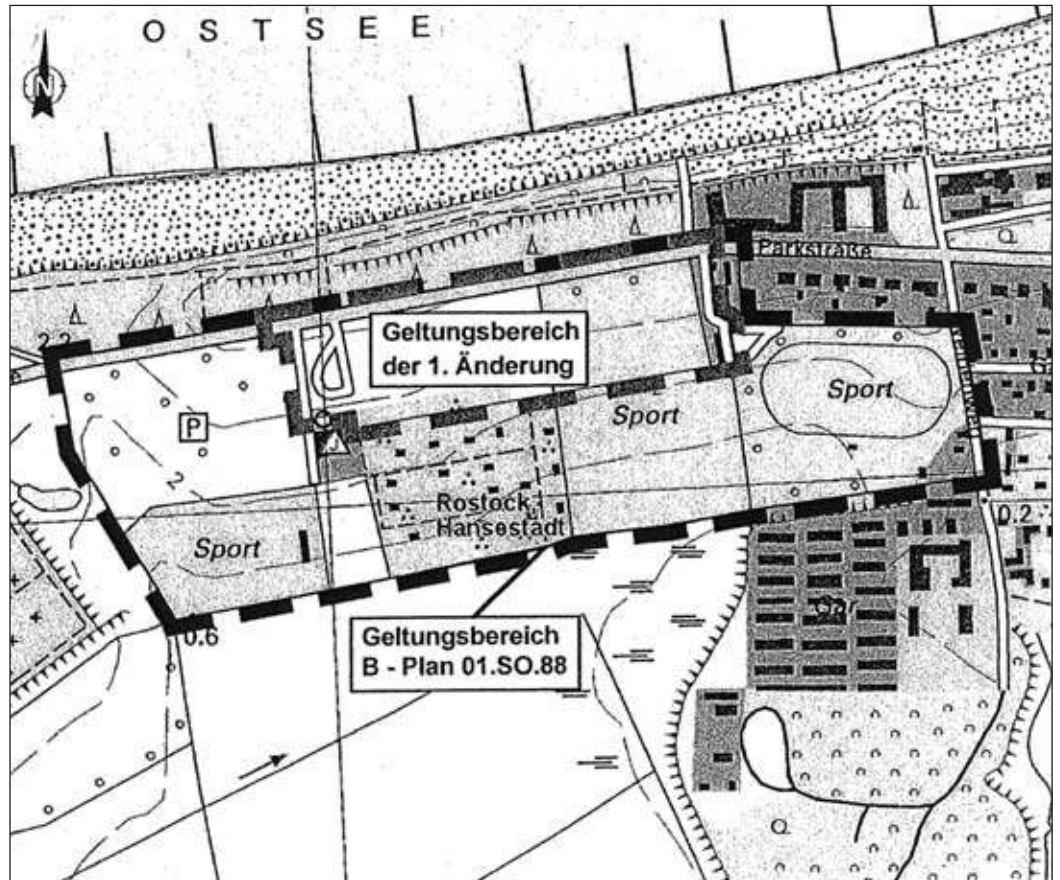 OSTSEE
N
Parkstraße
2.2
Geltungsbereich
der 1. Änderung
Sport
Sport
P
2
Rostock,
Hansestadt
Sport
0.2
Geltungsbereich
B - Plan 01.SO.88
0.6